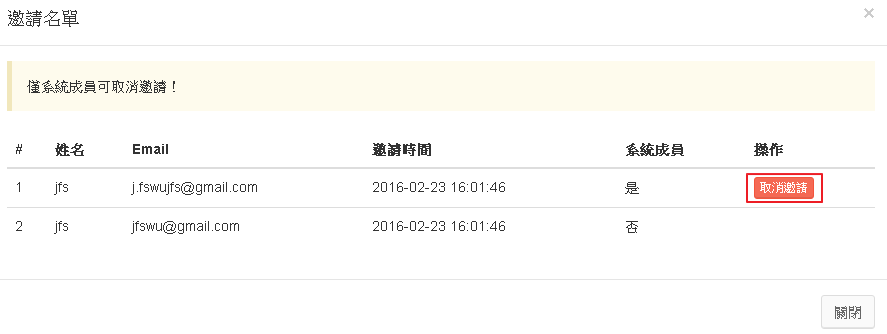 邀請名單 ×
僅系統成員可取消邀請！
# 姓名 Email 邀請時間 系統成員 操作
1 jfs j.fswujfs@gmail.com 2016-02-23 16:01:46 是 取消邀請
2 jfs jfswu@gmail.com 2016-02-23 16:01:46 否
關閉